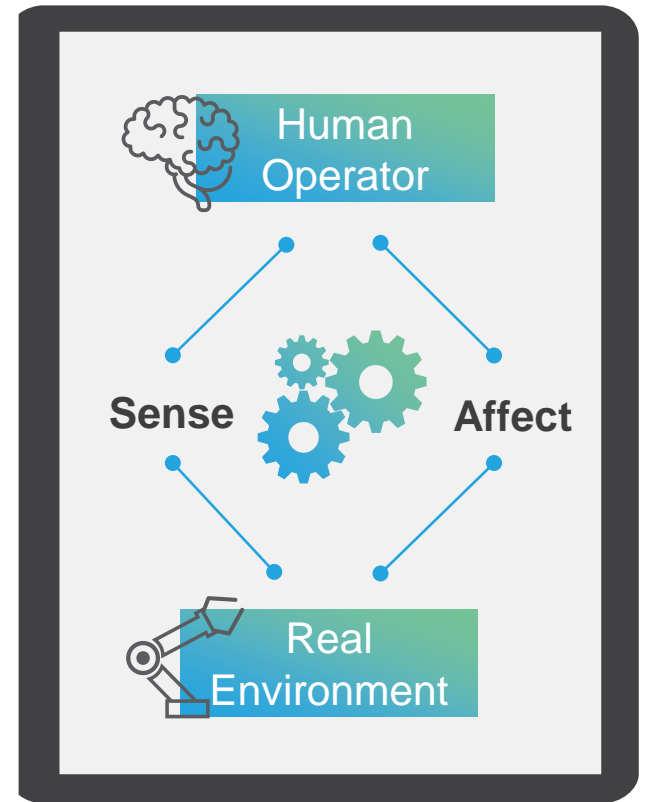 Human
Operator
Sense
Affect
Real
Environment